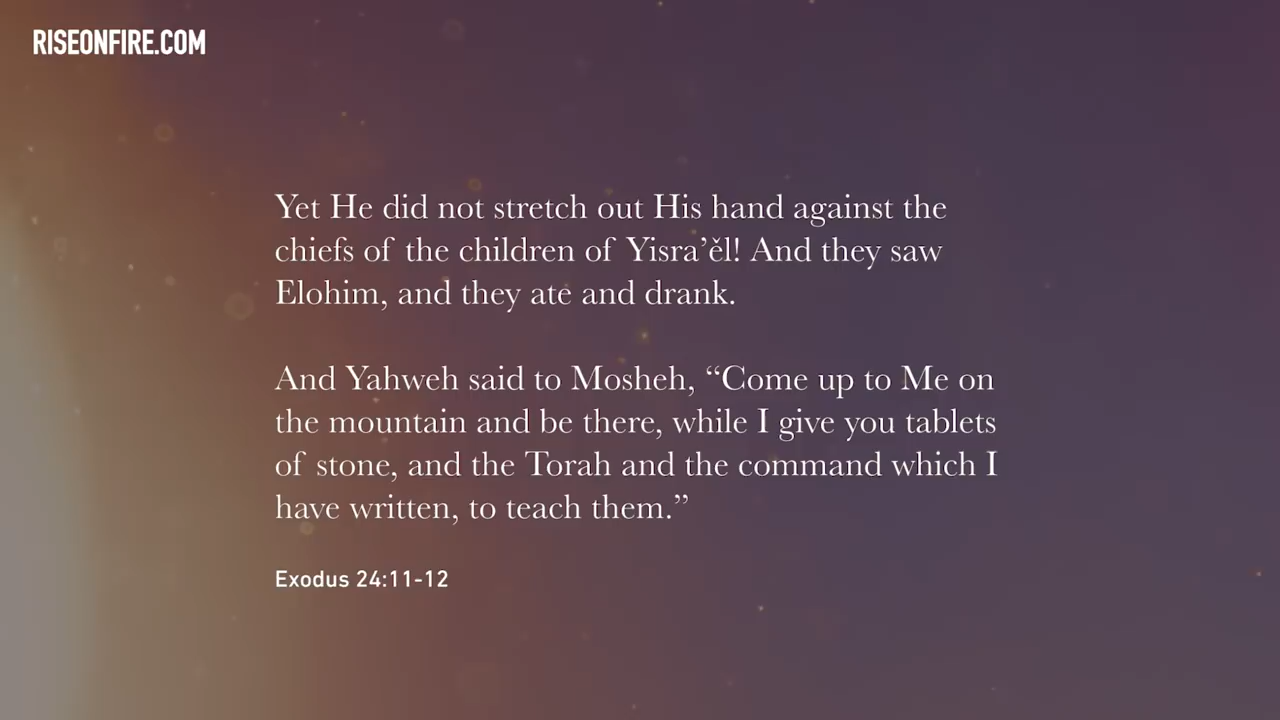 RISEONFIRE.COM
Yet He did not stretch out His hand against the
chiefs of the children of Yisra’ěl! And they saw
Elohim, and they ate and drank.
And Yahweh said to Mosheh, “Come up to Me on
the mountain and be there, while I give you tablets
of stone, and the Torah and the command which I
have written, to teach them.”
Exodus 24:11-12